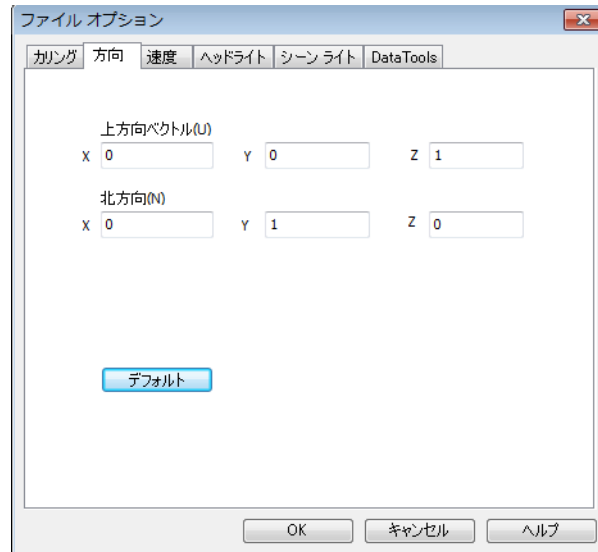 ファイル オプション
カリング 方向 速度 ヘッドライト シーン ライト DataTools
上方向ベクトル(U)
X 0 Y 0 Z 1
北方向(N)
X 0 Y 1 Z 0
デフォルト
OK キャンセル ヘルプ